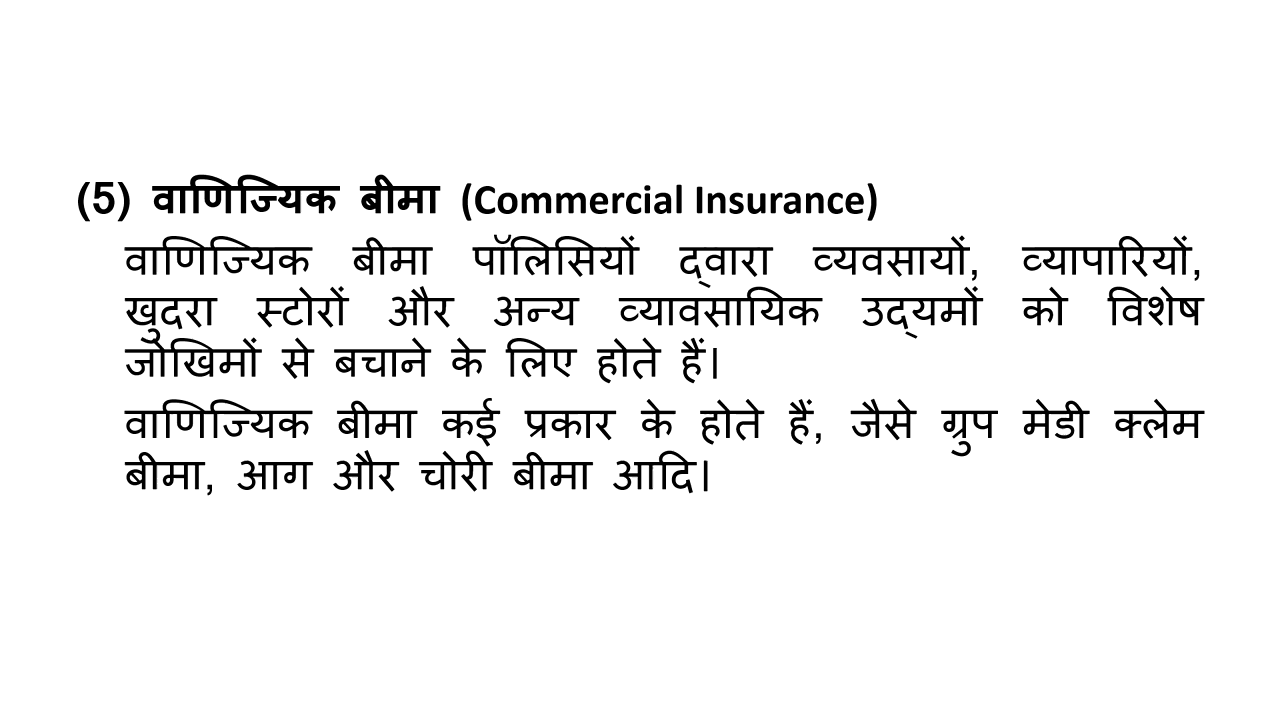 (5) वाणिज्यिक बीमा (Commercial Insurance)
वाणिज्यिक बीमा पॉलिसियों द्वारा व्यवसायों, व्यापारियों,
खुदरा स्टोरों और अन्य व्यावसायिक उद्यमों को विशेष
जोखिमों से बचाने के लिए होते हैं।
वाणिज्यिक बीमा कई प्रकार के होते हैं, जैसे ग्रुप मेडी क्लेम
बीमा, आग और चोरी बीमा आदि।